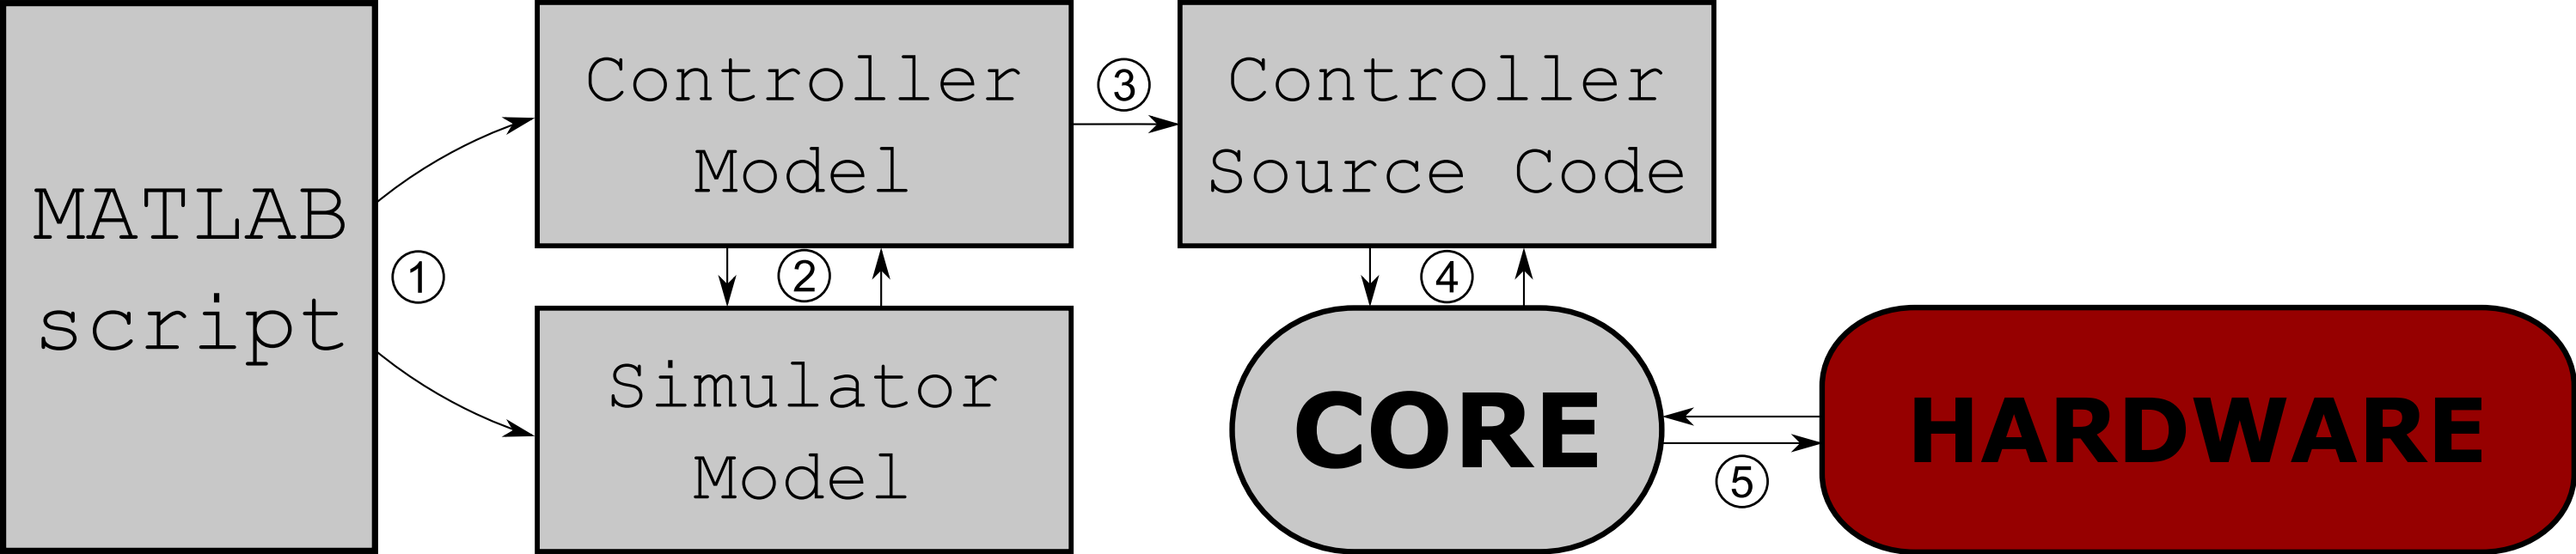 MATLAB
script
①
Controller
Model
②
Simulator
Model
③
Controller
Source Code
④
CORE
⑤
HARDWARE